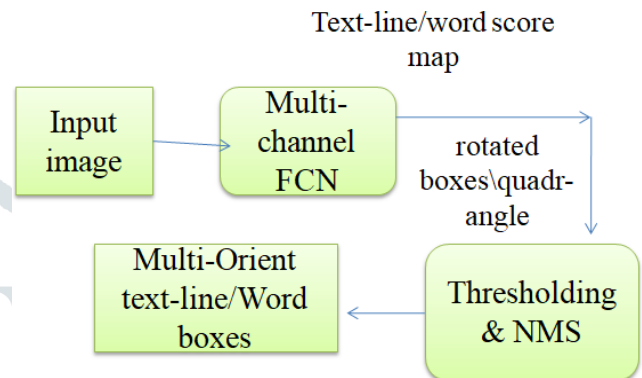 Text-line/word score
map
Input
image
Multi-
channel
FCN
rotated
boxes\quadr-
angle
Multi-Orient
text-line/Word
boxes
Thresholding
& NMS